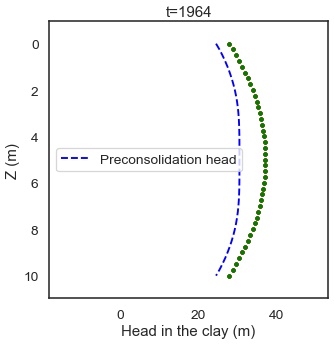 t=1964
0
2
4
6
8
10
Z (m)
Preconsolidation head
0
20
40
Head in the clay (m)